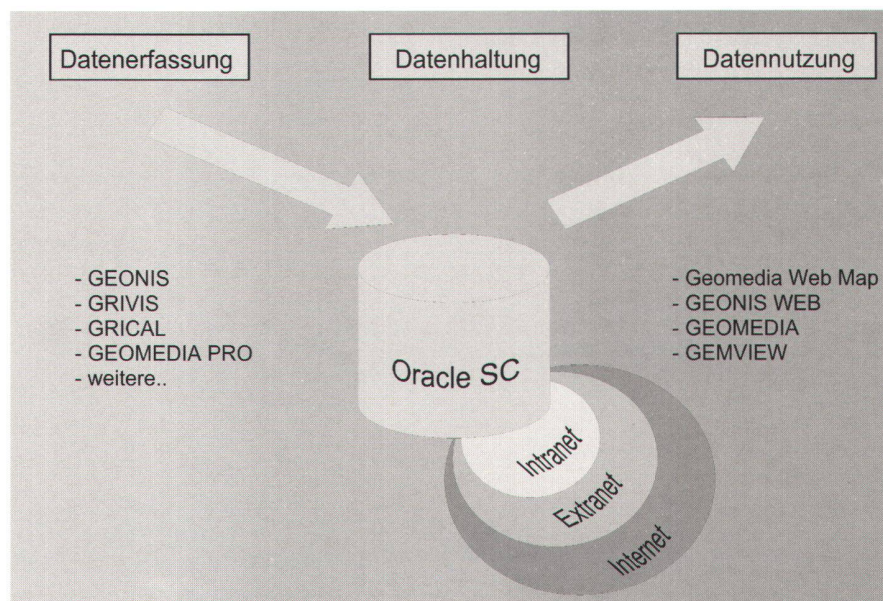 Datenerfassung
Datenhaltung
Datennutzung
- GEONIS
- GRIVIS
- GRICAL
- GEOMEDIA PRO
- weitere..
Oracle SC
- Geomedia Web Map
- GEONIS WEB
- GEOMEDIA
- GEMVIEW
Intranet
Extranet
Internet